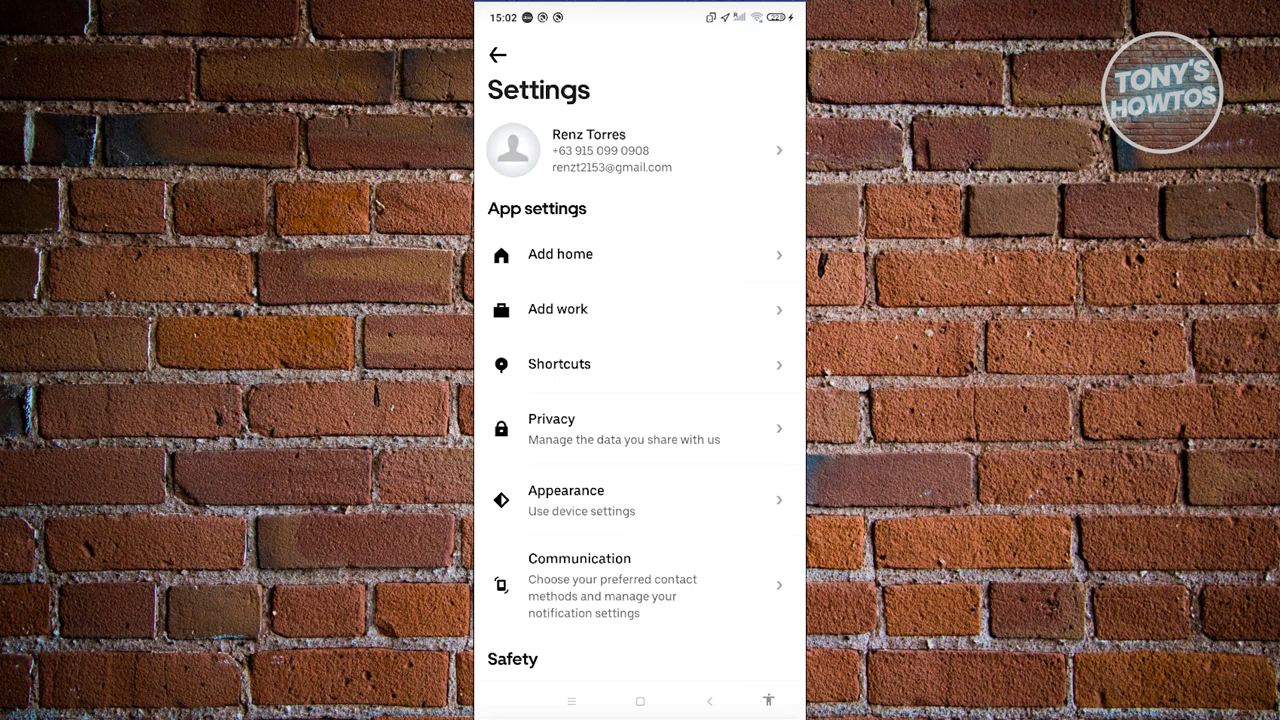 15:02
TONY'S
HOWTOS
Settings
Renz Torres
+63 915 099 0908
renzt2153@gmail.com
App settings
Add home
Add work
Shortcuts
Privacy
Manage the data you share with us
Appearance
Use device settings
Communication
Choose your preferred contact
methods and manage your
notification settings
Safety